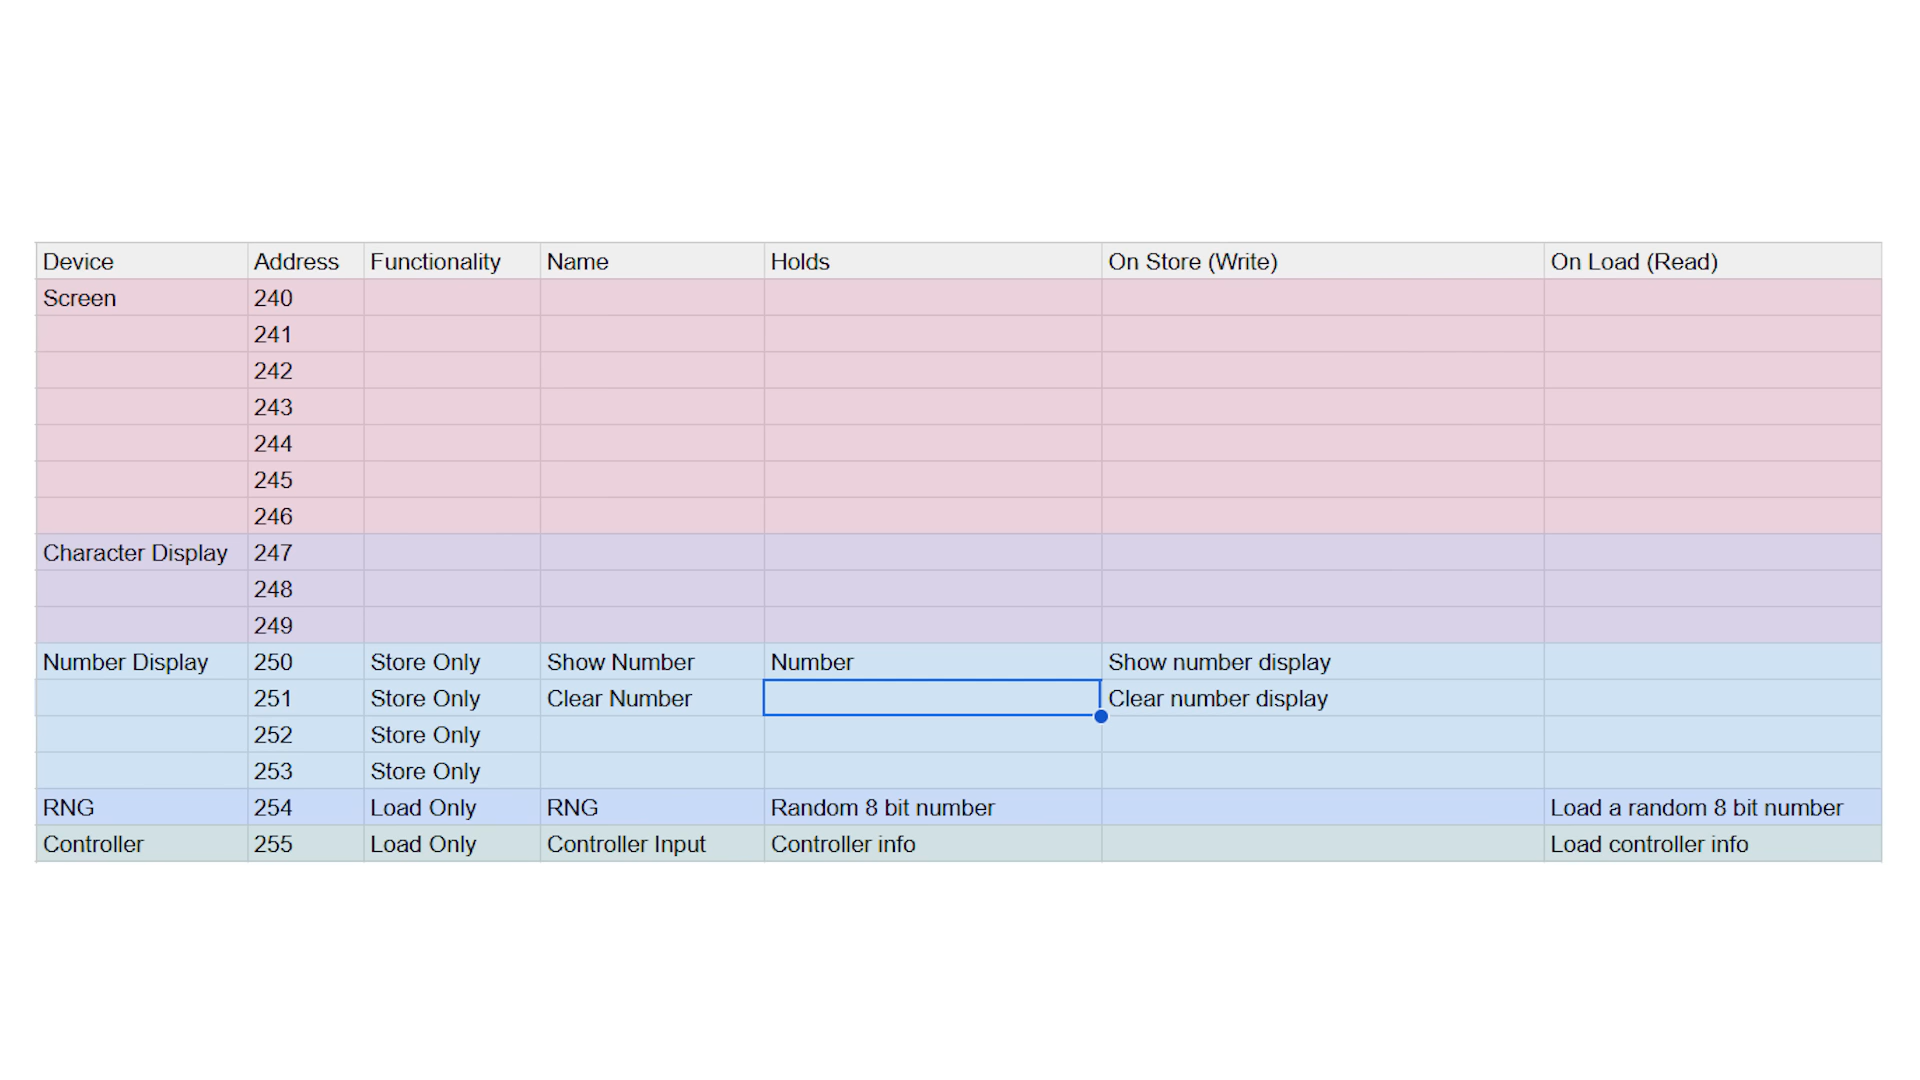 Device Address Functionality Name Holds On Store (Write) On Load (Read)
Screen 240
241
242
243
244
245
246
Character Display 247
248
249
Number Display 250 Store Only Show Number Number Show number display
251 Store Only Clear Number Clear number display
252 Store Only
253 Store Only
RNG 254 Load Only RNG Random 8 bit number Load a random 8 bit number
Controller 255 Load Only Controller Input Controller info Load controller info